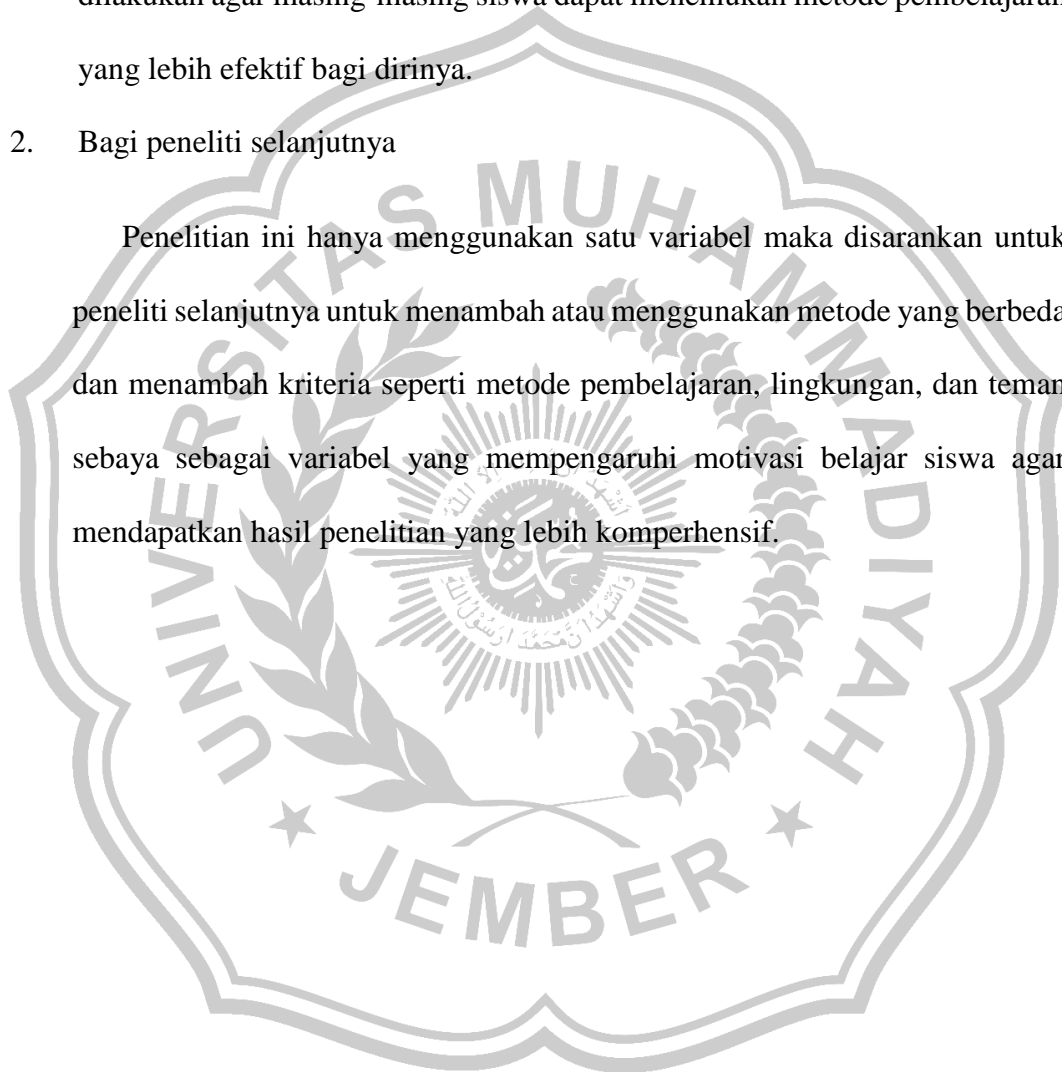 dilakukan agar masing-masing siswa dapat menemukan metode pembelajaran
yang lebih efektif bagi dirinya.
2. Bagi peneliti selanjutnya
Penelitian ini hanya menggunakan satu variabel maka disarankan untuk
peneliti selanjutnya untuk menambah atau menggunakan metode yang berbeda
dan menambah kriteria seperti metode pembelajaran, lingkungan, dan teman
sebaya sebagai variabel yang mempengaruhi motivasi belajar siswa agar
mendapatkan hasil penelitian yang lebih komperhensif.
UNIVERSITAS MUHAMMADIYAH
JEMBER